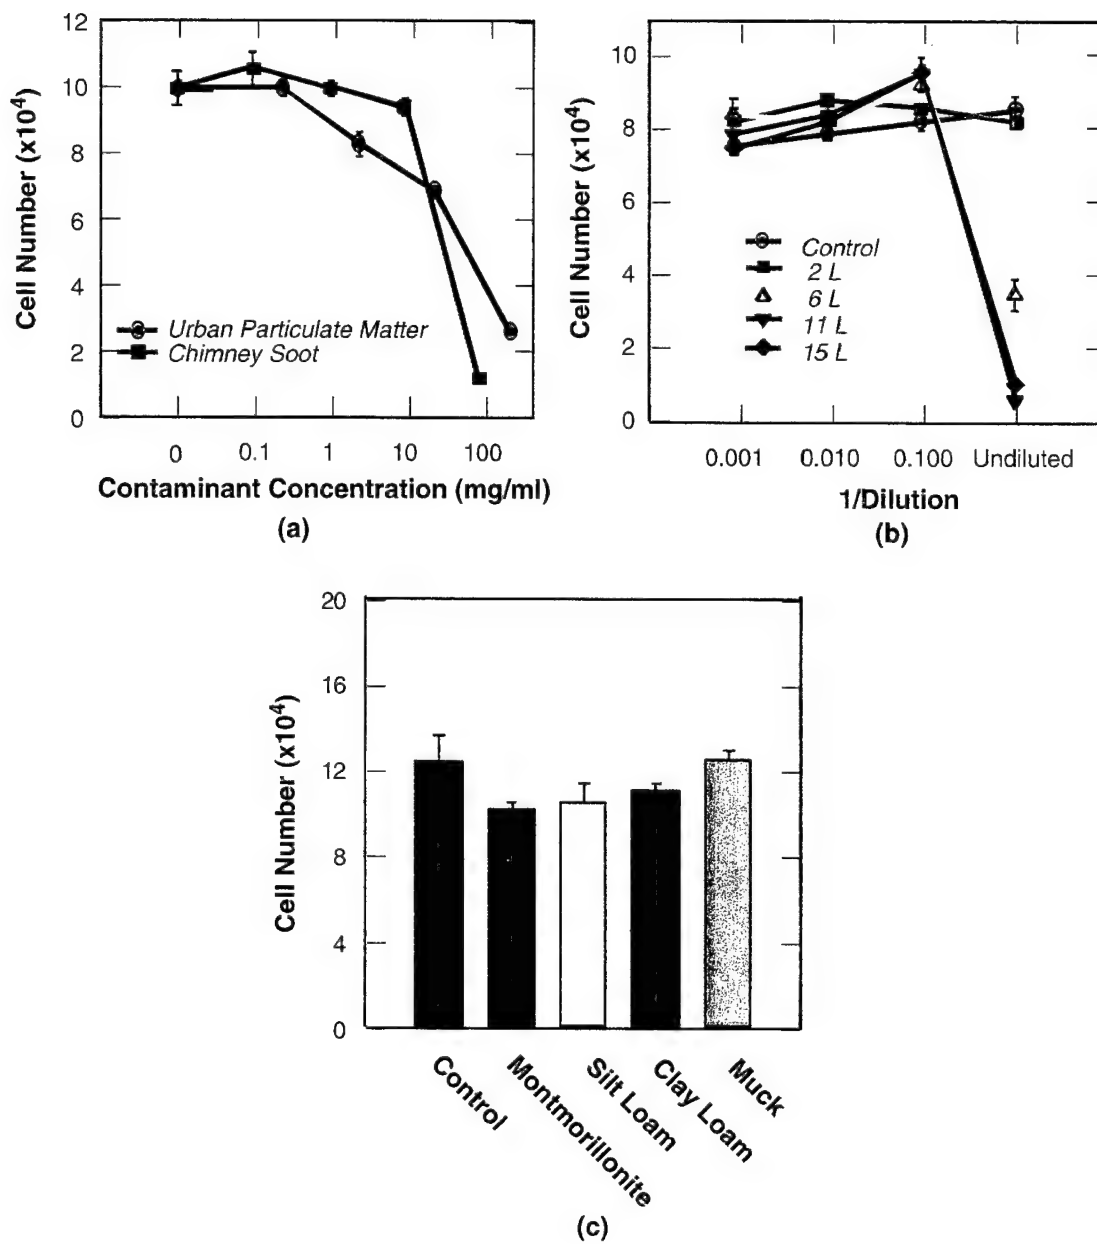 12
10
8
6
4
2
0
Cell Number (x10⁴)
Urban Particulate Matter
Chimney Soot
0 0.1 1 10 100
Contaminant Concentration (mg/ml)
(a)
10
8
6
4
2
0
Cell Number (x10⁴)
Control
2 L
6 L
11 L
15 L
0.001 0.010 0.100 Undiluted
1/Dilution
(b)
20
16
12
8
4
0
Cell Number (x10⁴)
Control
Montmorillonite
Silt Loam
Clay Loam
Muck
(c)